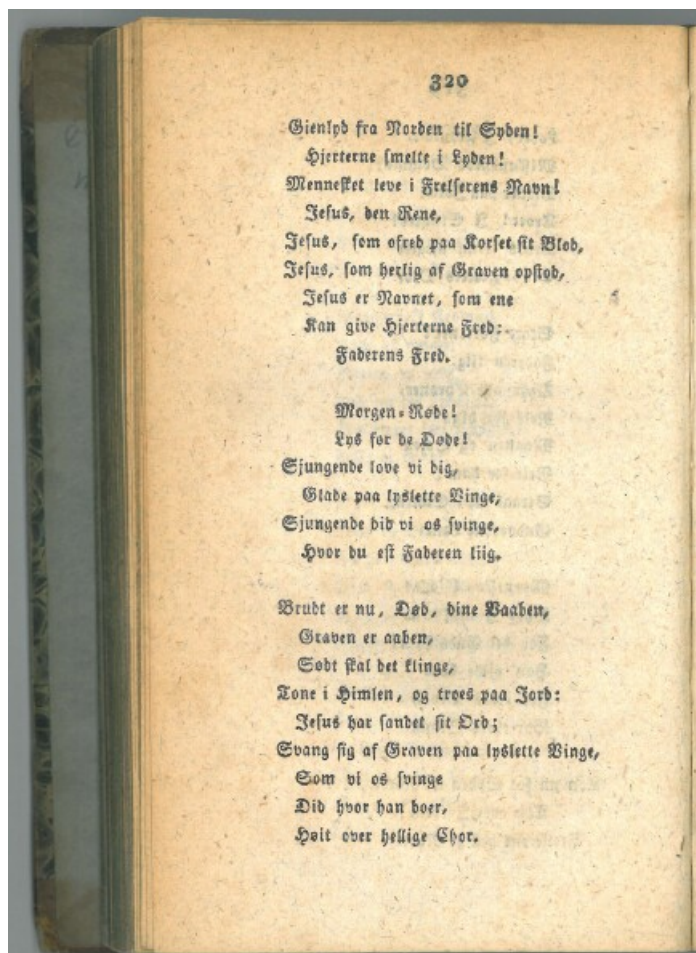 320
Gienlyd fra Norden til Syden!
Hjerterne smelte i Lyden!
Mennesket leve i Frelserens Navn!
Jesus, den Rene,
Jesus, som ofred paa Korset sit Blod,
Jesus, som herlig af Graven opstod,
Jesus er Navnet, som ene
Kan give Hjerterne Fred:
Faderens Fred.
Morgen-Røde!
Lys for de Døde!
Sjungende love vi dig,
Glade paa lyslette Vinge,
Sjungende did vi os svinge,
Hvor du est Faderen liig.
Brudt er nu, Død, dine Vaaben,
Graven er aaben,
Sødt skal det klinge,
Tone i Himlen, og troes paa Jord:
Jesus har sandet sit Ord;
Svang sig af Graven paa lyslette Vinge,
Som vi os svinge
Did hvor han boer,
Høit over hellige Chor.